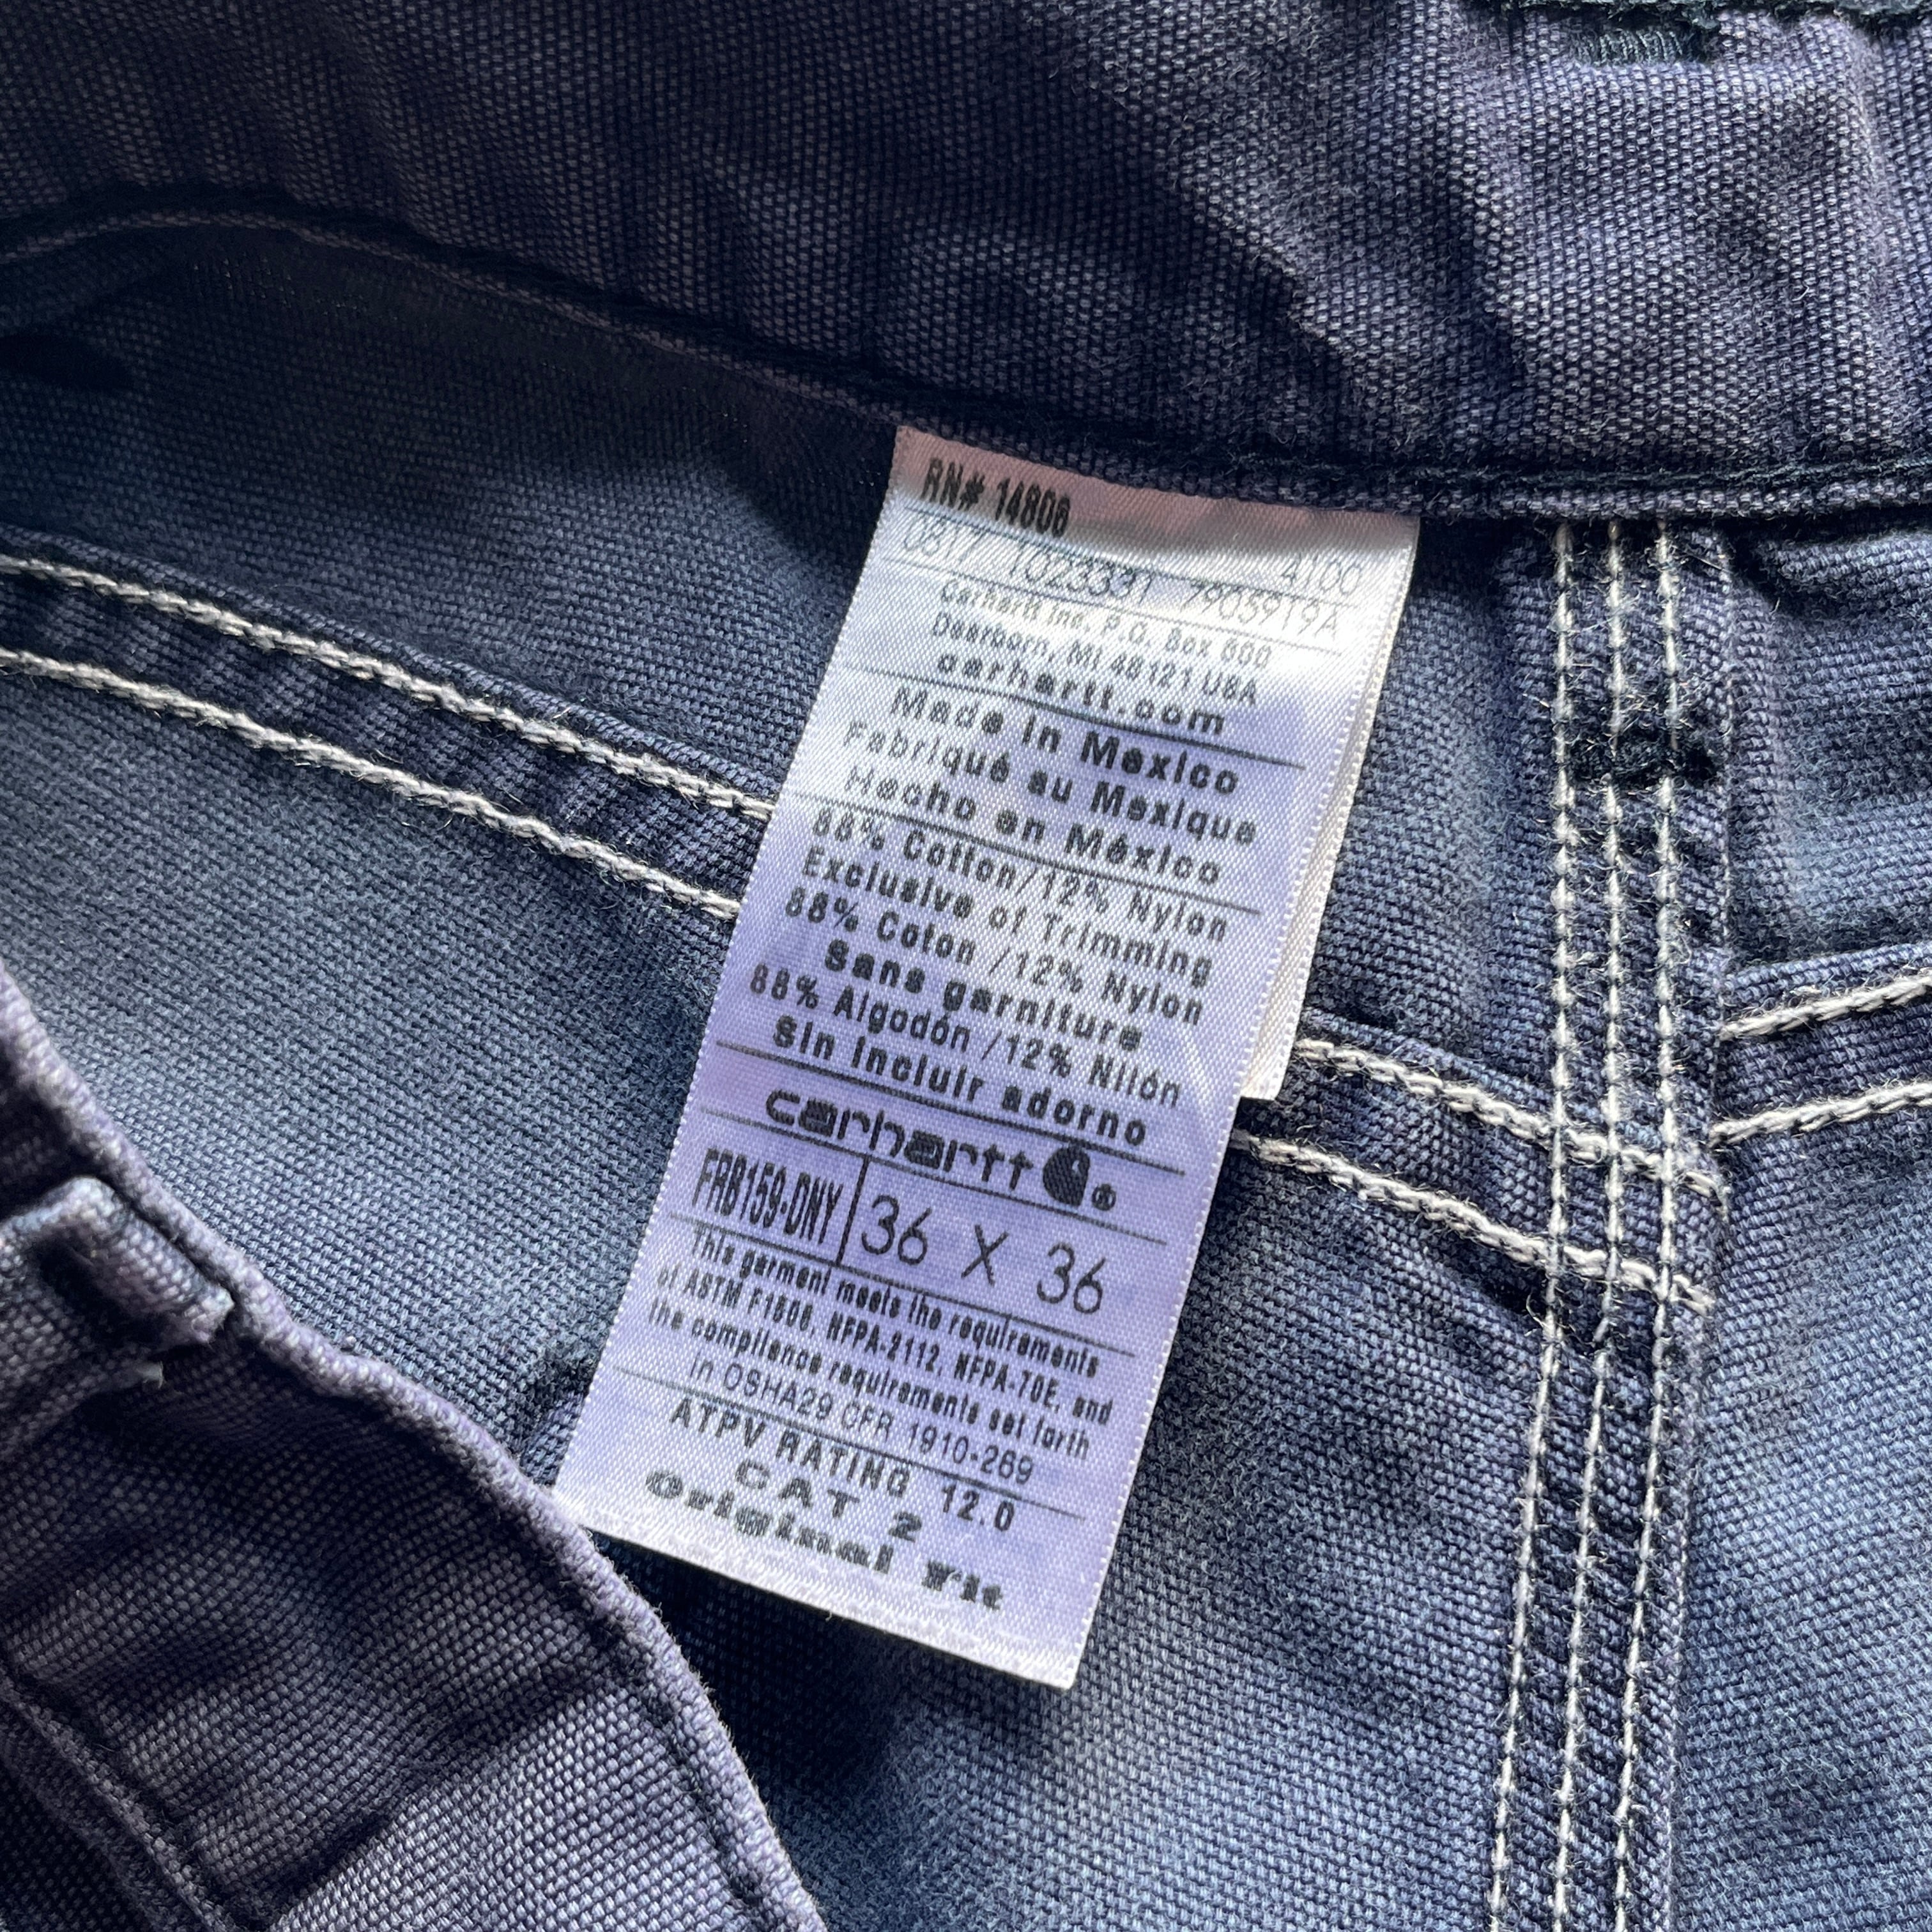 RN# 14806
4100
0817 1023331 7905919A
Carhartt Inc. P.O. Box 600
Dearborn, MI 48121 USA
carhartt.com
Made in Mexico
Fabriqué au Mexique
Hecho en México
88% Cotton/12% Nylon
Exclusive of Trimming
88% Coton /12% Nylon
Sans garniture
88% Algodón /12% Nilón
Sin incluir adorno
carhartt ®
FRB159-DNY 36 X 36
This garment meets the requirements
of ASTM F1506, NFPA-2112, NFPA-70E, and
the compliance requirements set forth
in OSHA29 CFR 1910-269
ATPV RATING 12.0
CAT 2
Original Fit